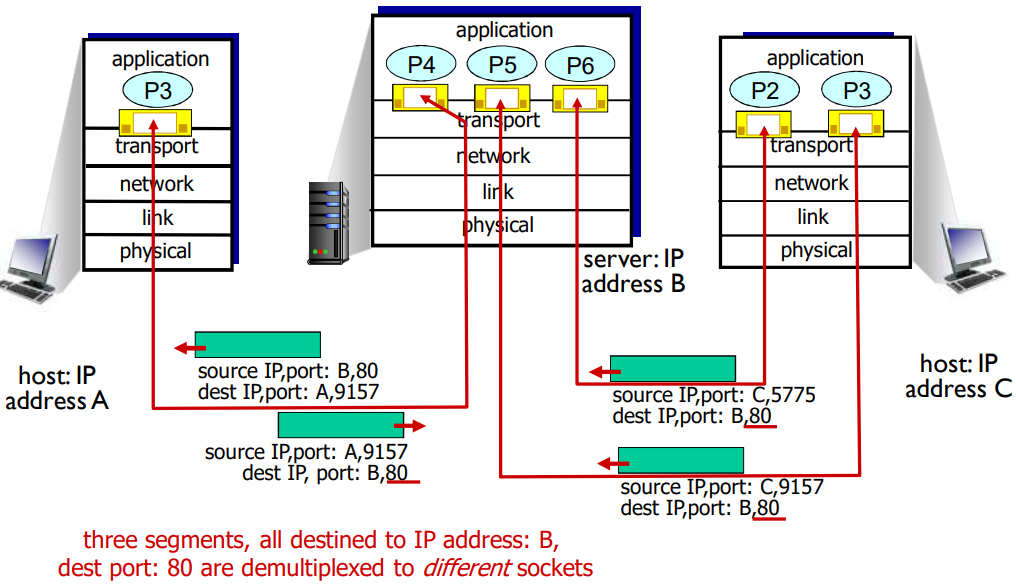 application
P3
transport
network
link
physical
host: IP
address A
application
P4
P5
P6
transport
network
link
physical
server: IP
address B
application
P2
P3
transport
network
link
physical
host: IP
address C
source IP,port: B,80
dest IP,port: A,9157
source IP,port: A,9157
dest IP, port: B,80
source IP,port: C,5775
dest IP,port: B,80
source IP,port: C,9157
dest IP,port: B,80
three segments, all destined to IP address: B,
dest port: 80 are demultiplexed to different sockets